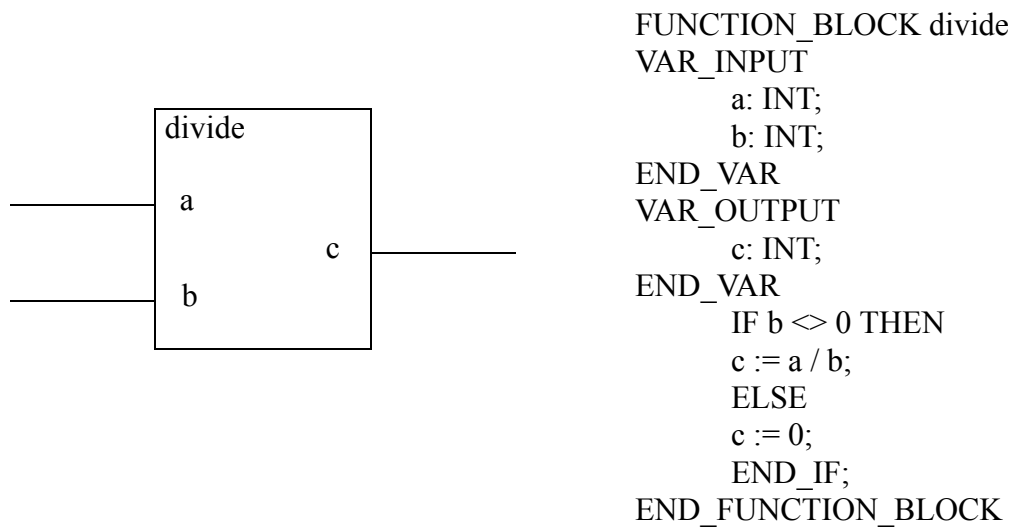 divide
a
c
b
FUNCTION_BLOCK divide
VAR_INPUT
a: INT;
b: INT;
END_VAR
VAR_OUTPUT
c: INT;
END_VAR
IF b <> 0 THEN
c := a / b;
ELSE
c := 0;
END_IF;
END_FUNCTION_BLOCK